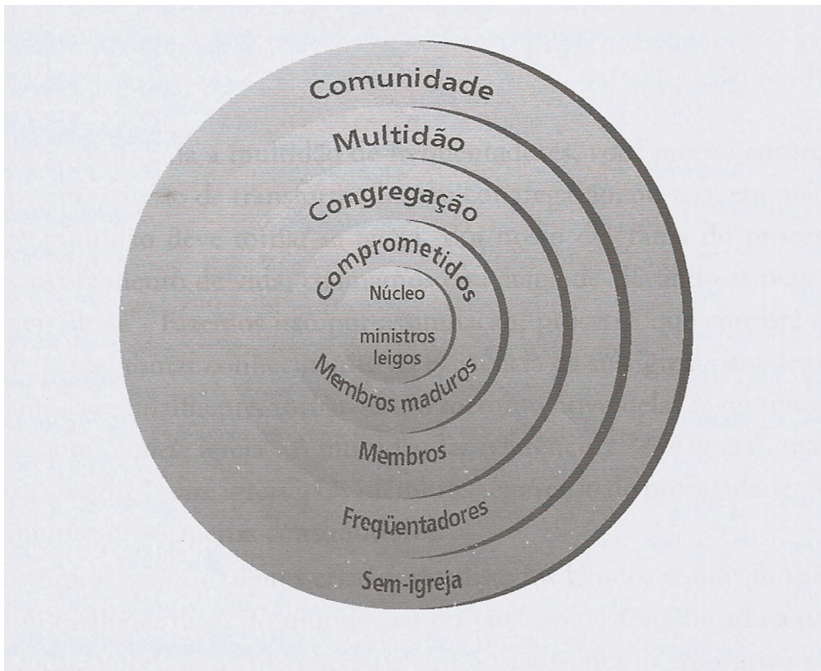 Comunidade
Multidão
Congregação
Comprometidos
Núcleo
ministros
leigos
Membros maduros
Membros
Freqüentadores
Sem-igreja